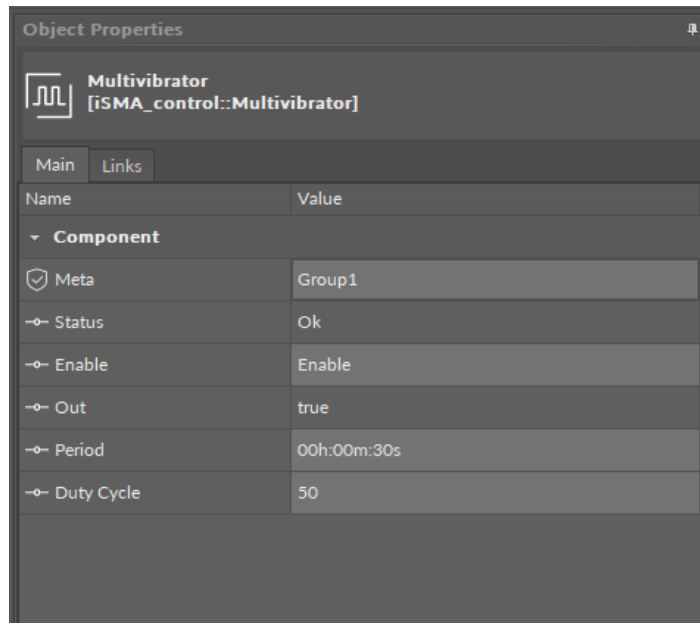 Object Properties
Multivibrator
[iSMA_control::Multivibrator]
Main Links
Name Value
Component
Meta Group1
Status Ok
Enable Enable
Out true
Period 00h:00m:30s
Duty Cycle 50